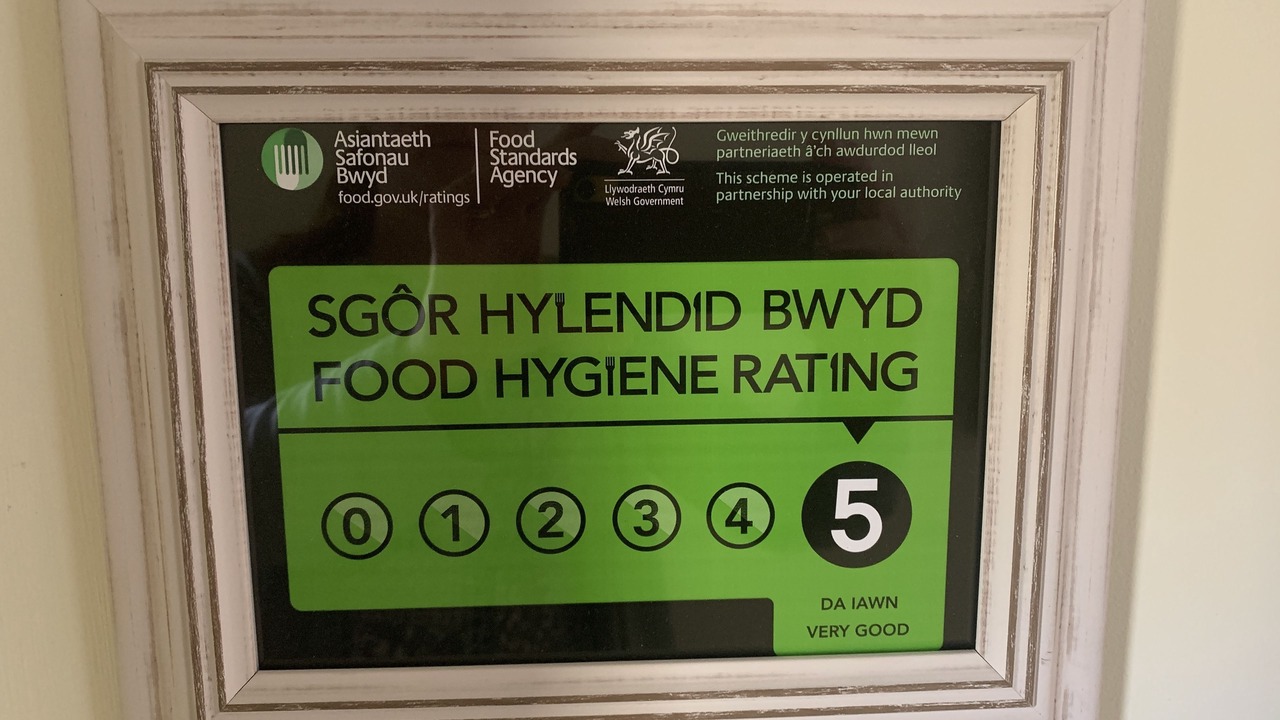 Asiantaeth
Safonau
Bwyd
food.gov.uk/ratings
Food
Standards
Agency
Llywodraeth Cymru
Welsh Government
Gweithredir y cynllun hwn mewn
partneriaeth â'ch awdurdod lleol
This scheme is operated in
partnership with your local authority
SGÔR HYLENDID BWYD
FOOD HYGIENE RATING
0 1 2 3 4 5
DA IAWN
VERY GOOD